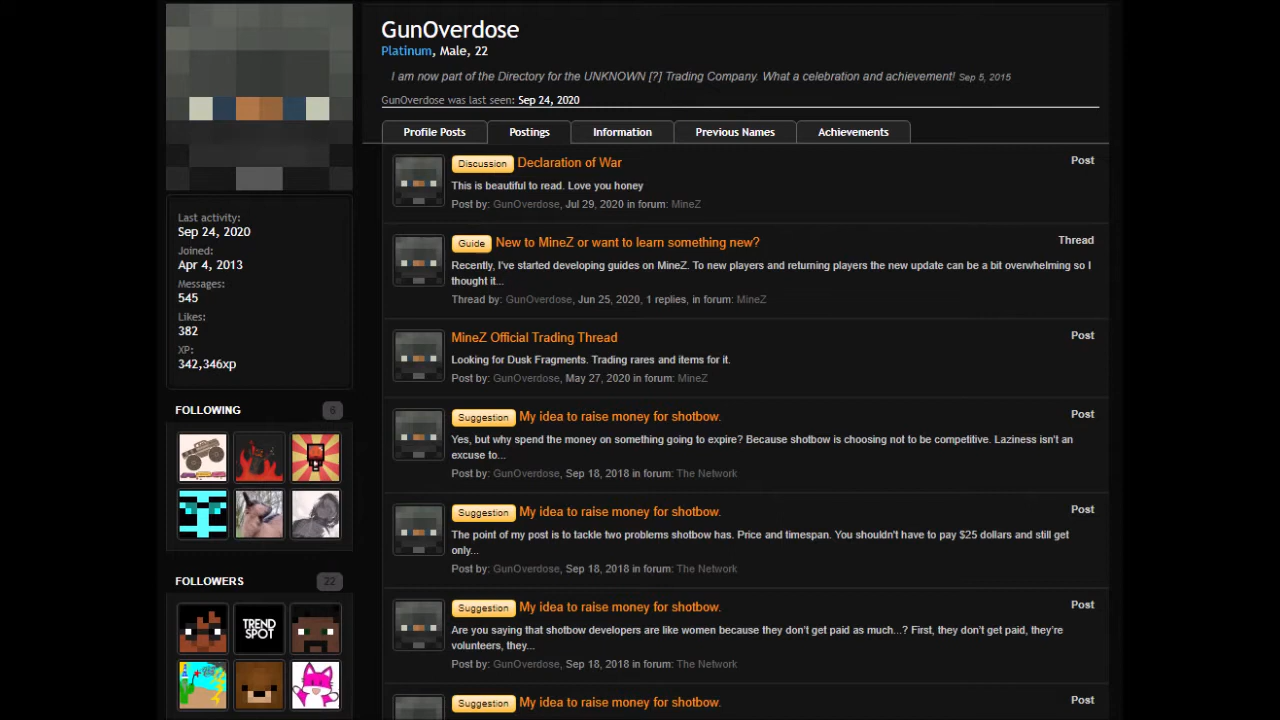 GunOverdose
Platinum, Male, 22
I am now part of the Directory for the UNKNOWN [?] Trading Company. What a celebration and achievement! Sep 5, 2015
GunOverdose was last seen: Sep 24, 2020
Profile Posts
Postings
Information
Previous Names
Achievements
Last activity:
Sep 24, 2020
Joined:
Apr 4, 2013
Messages:
545
Likes:
382
XP:
342,346xp
FOLLOWING 6
FOLLOWERS 22
TREND
SPOT
Discussion Declaration of War
Post
This is beautiful to read. Love you honey
Post by: GunOverdose, Jul 29, 2020 in forum: MineZ
Guide New to MineZ or want to learn something new?
Thread
Recently, I've started developing guides on MineZ. To new players and returning players the new update can be a bit overwhelming so I
thought it...
Thread by: GunOverdose, Jun 25, 2020, 1 replies, in forum: MineZ
MineZ Official Trading Thread
Post
Looking for Dusk Fragments. Trading rares and items for it.
Post by: GunOverdose, May 27, 2020 in forum: MineZ
Suggestion My idea to raise money for shotbow.
Post
Yes, but why spend the money on something going to expire? Because shotbow is choosing not to be competitive. Laziness isn't an
excuse to...
Post by: GunOverdose, Sep 18, 2018 in forum: The Network
Suggestion My idea to raise money for shotbow.
Post
The point of my post is to tackle two problems shotbow has. Price and timespan. You shouldn't have to pay $25 dollars and still get
only...
Post by: GunOverdose, Sep 18, 2018 in forum: The Network
Suggestion My idea to raise money for shotbow.
Post
Are you saying that shotbow developers are like women because they don't get paid as much...? First, they don't get paid, they're
volunteers, they...
Post by: GunOverdose, Sep 18, 2018 in forum: The Network
Suggestion My idea to raise money for shotbow.
Post